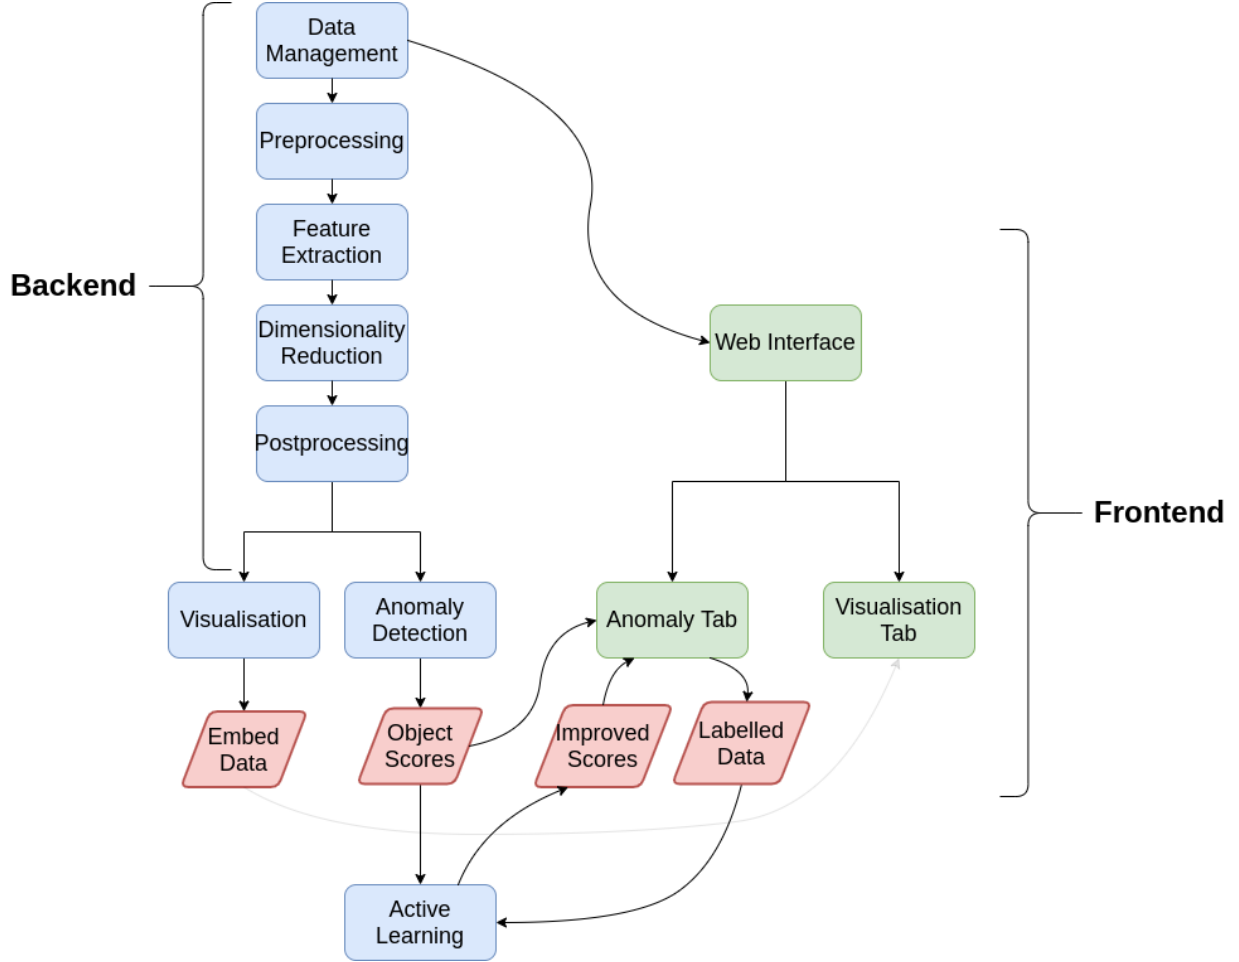 Data
Management
Preprocessing
Feature
Extraction
Backend
Dimensionality
Reduction
Web Interface
Postprocessing
Frontend
Visualisation
Anomaly
Detection
Anomaly Tab
Visualisation
Tab
Embed
Data
Object
Scores
Improved
Scores
Labelled
Data
Active
Learning